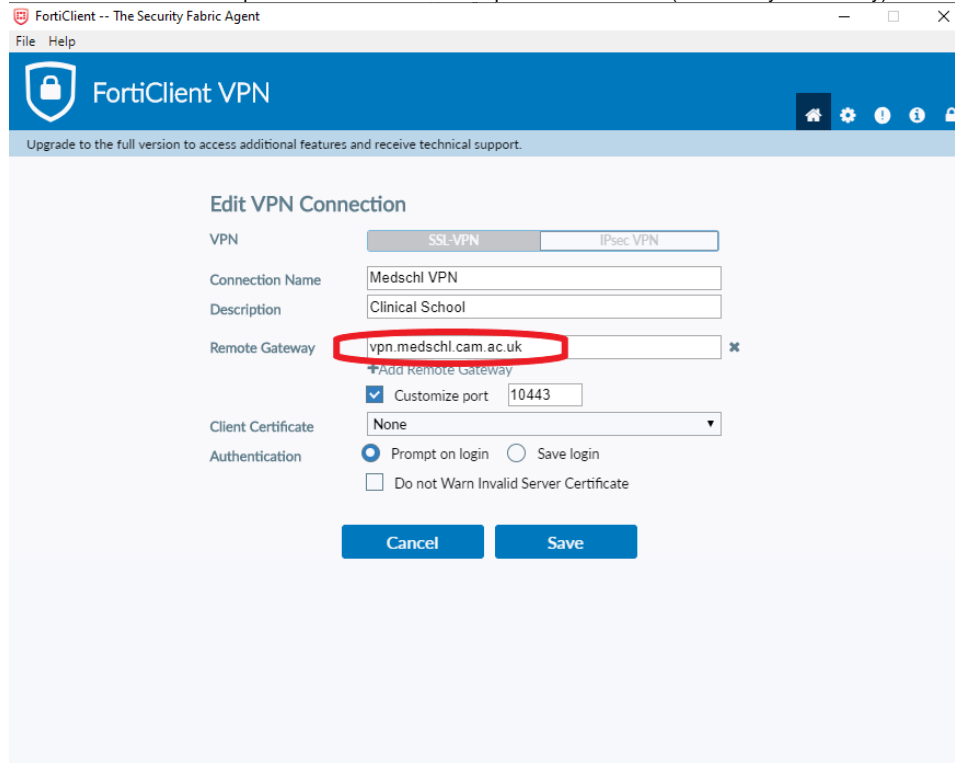 FortiClient -- The Security Fabric Agent
File Help
FortiClient VPN
Upgrade to the full version to access additional features and receive technical support.
Edit VPN Connection
VPN SSL-VPN IPsec VPN
Connection Name Medschl VPN
Description Clinical School
Remote Gateway vpn.medschl.cam.ac.uk
+Add Remote Gateway
Customize port 10443
Client Certificate None
Authentication Prompt on login Save login
Do not Warn Invalid Server Certificate
Cancel Save